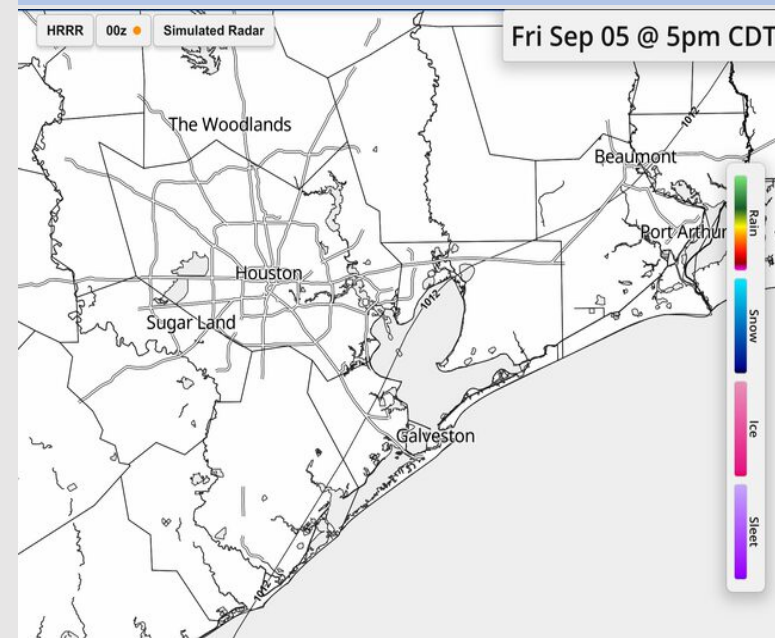 HRRR 00z Simulated Radar
Fri Sep 05 @ 5pm CDT
1012
The Woodlands
Beaumont
Rain
Port Arthur
Houston
1012
Snow
Sugar Land
Ice
Galveston
Sleet
1012